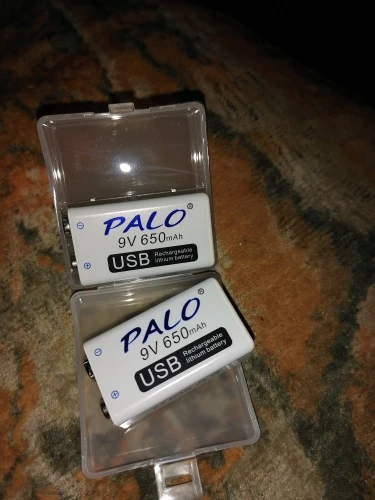 PALO®
9V 650mAh
USB Rechargeable
lithium battery
PALO®
9V 650mAh
USB Rechargeable
lithium battery